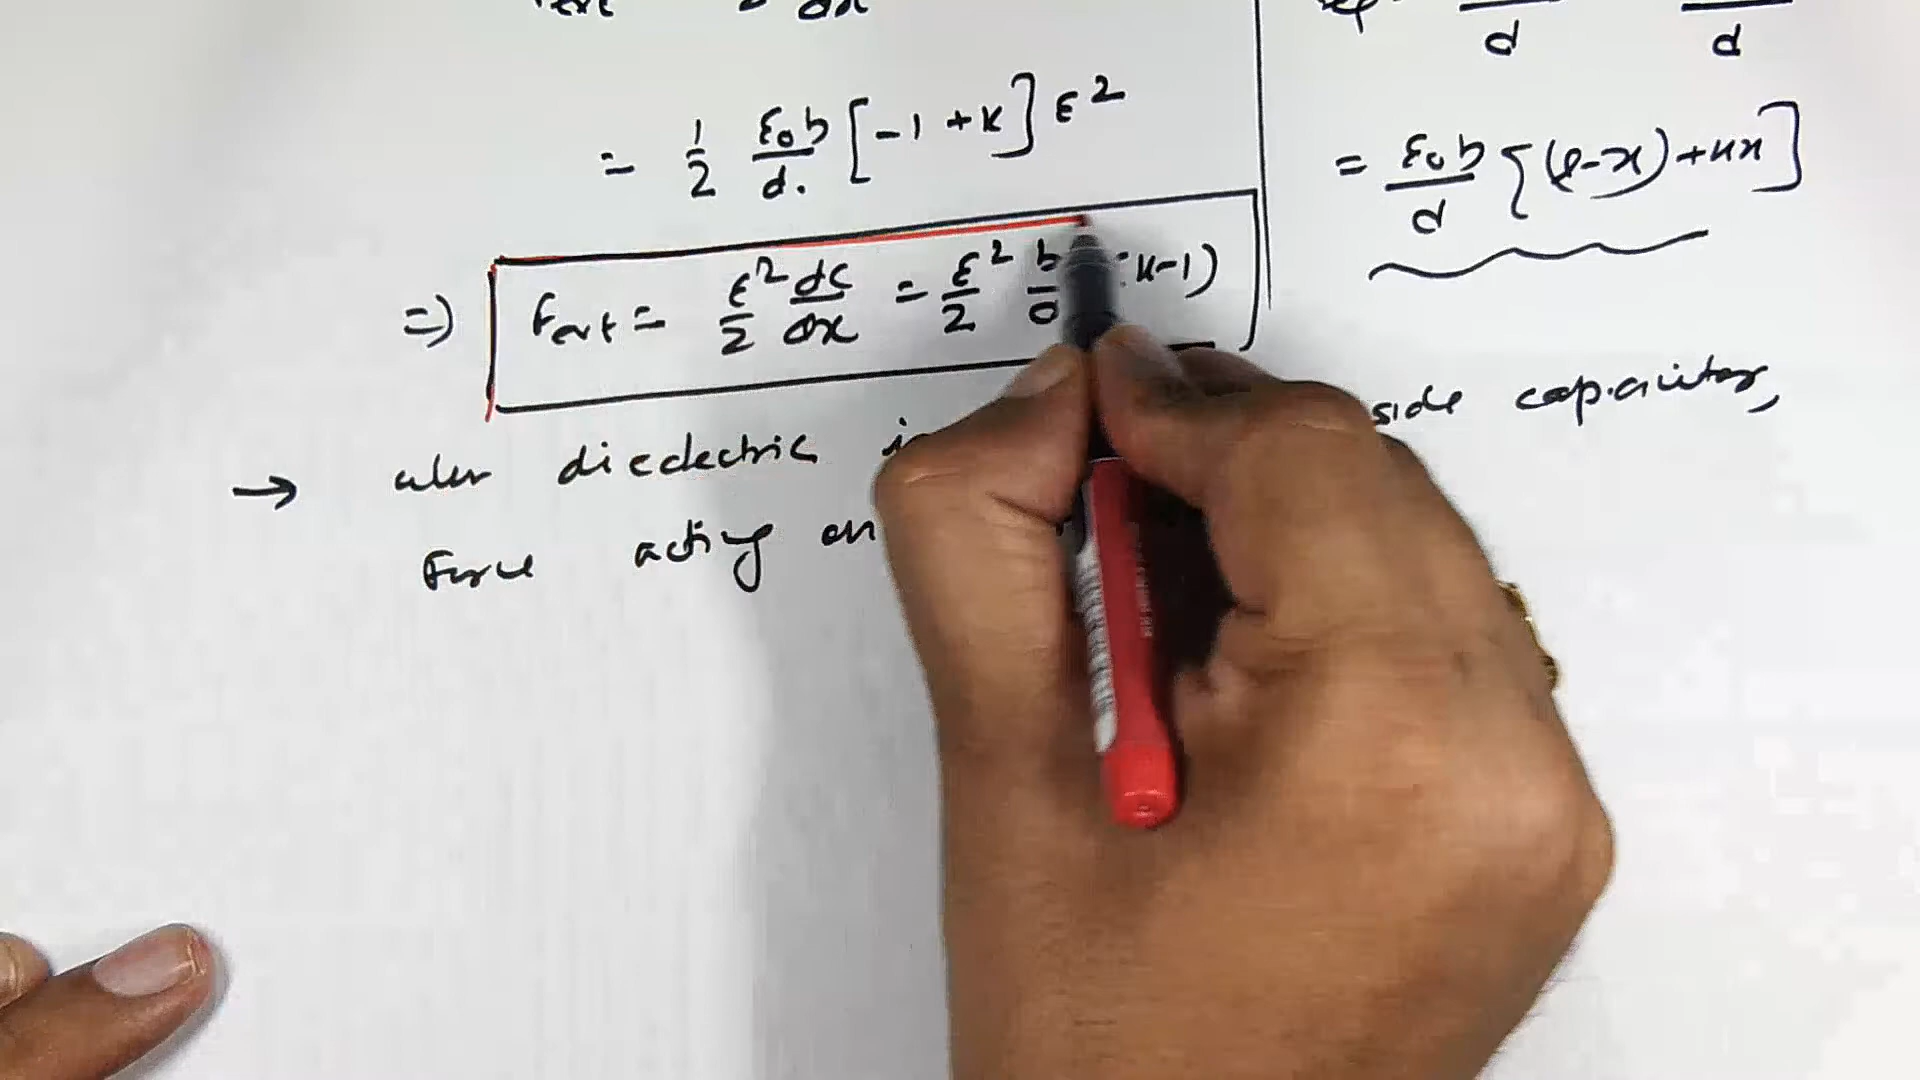 = 1/2 ε₀b/d. [-1 + K] ε²
=) Fext = ε²/2 dC/dx = ε²/2 b/d (K-1)
→ when dielectric side capacitor,
Force acting on
d d
= ε₀b/d {(l-x)+Kx]